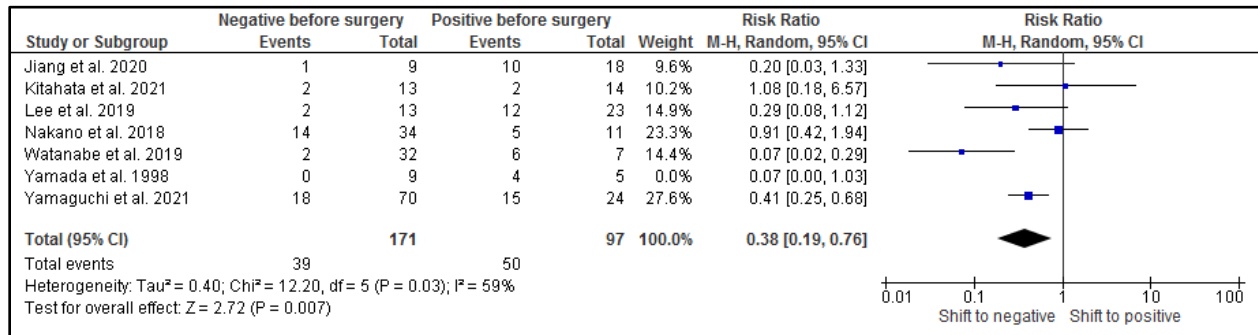 Negative before surgery Positive before surgery Risk Ratio Risk Ratio
Study or Subgroup Events Total Events Total Weight M-H, Random, 95% CI M-H, Random, 95% CI
Jiang et al. 2020 1 9 10 18 9.6% 0.20 [0.03, 1.33]
Kitahata et al. 2021 2 13 2 14 10.2% 1.08 [0.18, 6.57]
Lee et al. 2019 2 13 12 23 14.9% 0.29 [0.08, 1.12]
Nakano et al. 2018 14 34 5 11 23.3% 0.91 [0.42, 1.94]
Watanabe et al. 2019 2 32 6 7 14.4% 0.07 [0.02, 0.29]
Yamada et al. 1998 0 9 4 5 0.0% 0.07 [0.00, 1.03]
Yamaguchi et al. 2021 18 70 15 24 27.6% 0.41 [0.25, 0.68]
Total (95% CI) 171 97 100.0% 0.38 [0.19, 0.76]
Total events 39 50
Heterogeneity: Tau² = 0.40; Chi² = 12.20, df = 5 (P = 0.03); I² = 59%
Test for overall effect: Z = 2.72 (P = 0.007)
0.01 0.1 1 10 100
Shift to negative Shift to positive